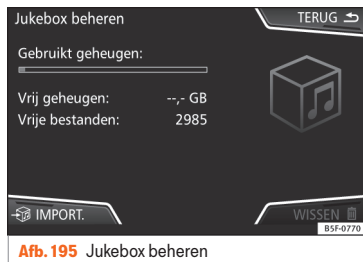 Jukebox beheren
TERUG
Gebruikt geheugen:
Vrij geheugen: --,- GB
Vrije bestanden: 2985
IMPORT.
WISSEN
B5F-0770
Afb. 195 Jukebox beheren